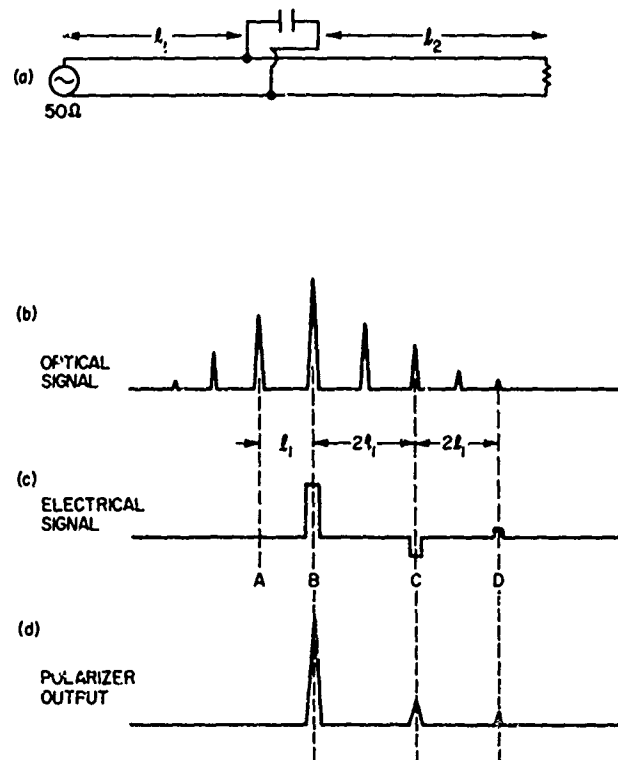 ℓ₁ ℓ₂
(a)
50Ω
(b)
OPTICAL
SIGNAL
ℓ₁ 2ℓ₁ 2ℓ₁
(c)
ELECTRICAL
SIGNAL
A B C D
(d)
POLARIZER
OUTPUT